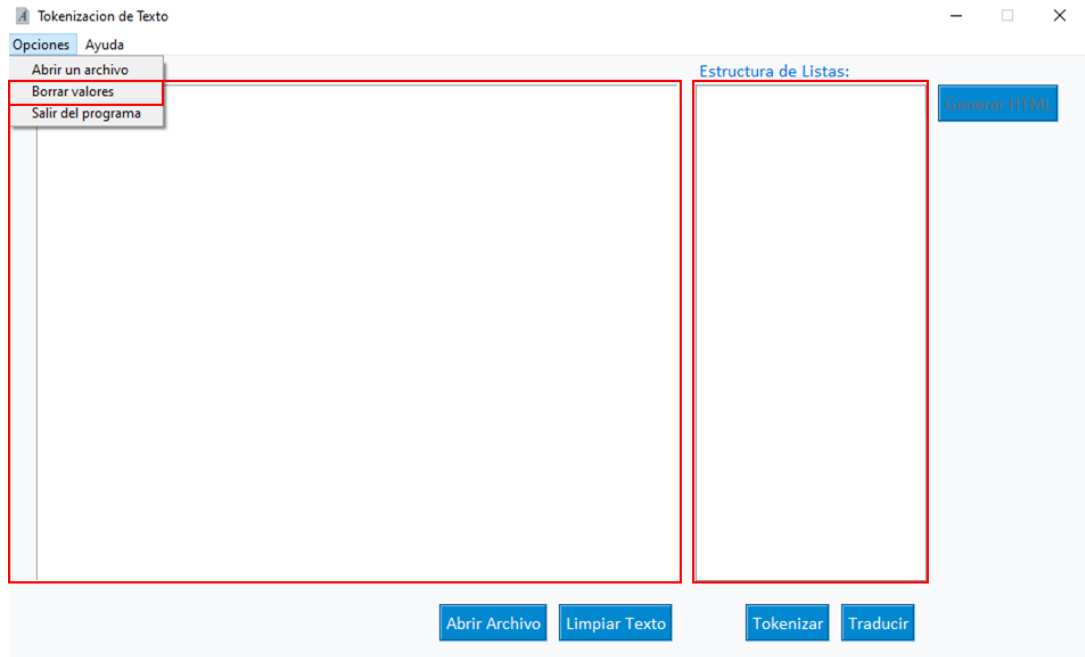 Tokenizacion de Texto
Opciones Ayuda
Abrir un archivo
Borrar valores
Salir del programa
Estructura de Listas:
Generar HTML
Abrir Archivo Limpiar Texto Tokenizar Traducir